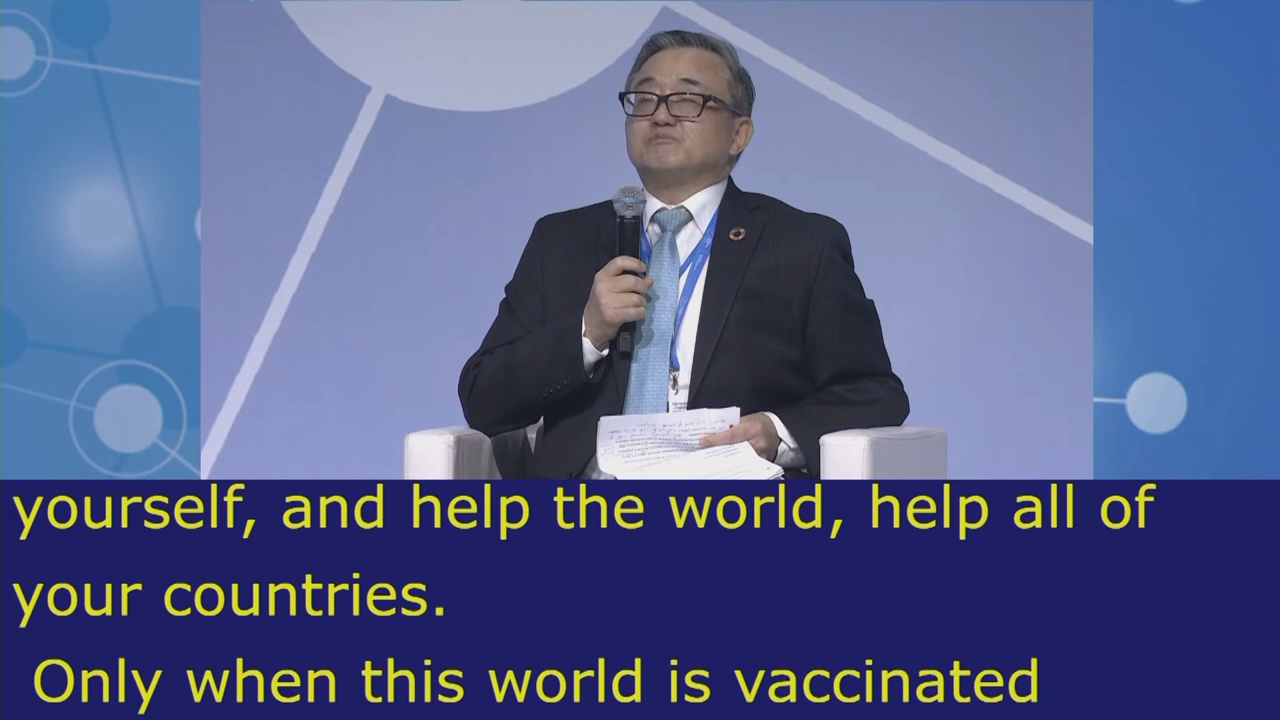 yourself, and help the world, help all of
your countries.
Only when this world is vaccinated